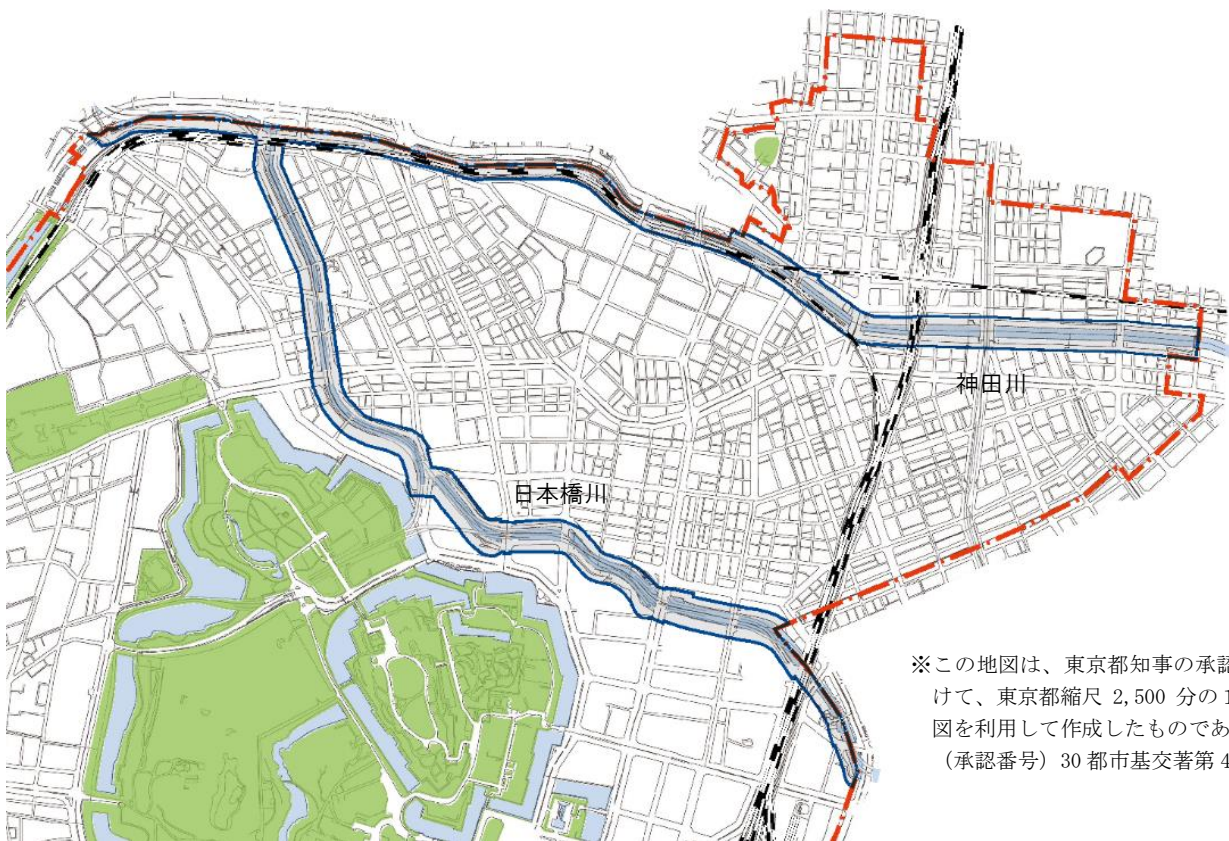 神田川
日本橋川
※この地図は、東京都知事の承認
けて、東京都縮尺 2,500 分の 1
図を利用して作成したものであ
（承認番号）30 都市基交著第 4